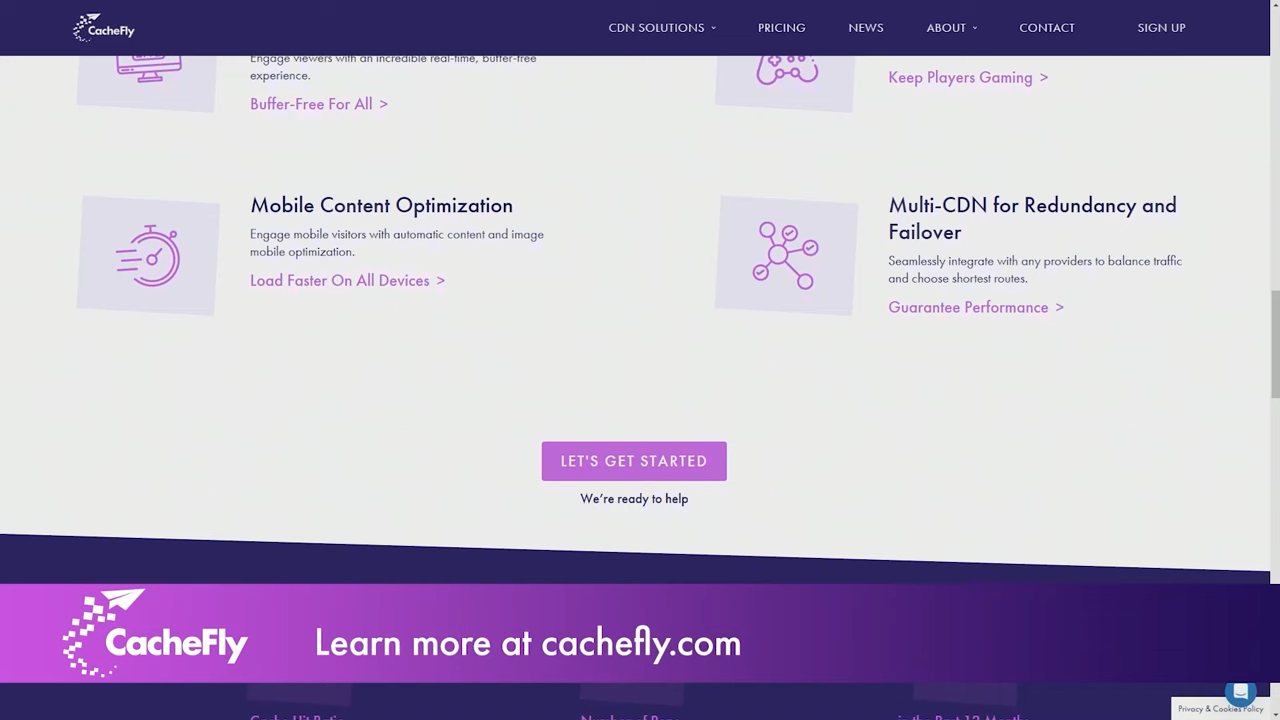 CacheFly
CDN SOLUTIONS
PRICING
NEWS
ABOUT
CONTACT
SIGN UP
Engage viewers with an incredible real-time, buffer-free
experience.
Buffer-Free For All >
Keep Players Gaming >
Mobile Content Optimization
Engage mobile visitors with automatic content and image
mobile optimization.
Load Faster On All Devices >
Multi-CDN for Redundancy and
Failover
Seamlessly integrate with any providers to balance traffic
and choose shortest routes.
Guarantee Performance >
LET'S GET STARTED
We're ready to help
CacheFly
Learn more at cachefly.com
Privacy & Cookies Policy